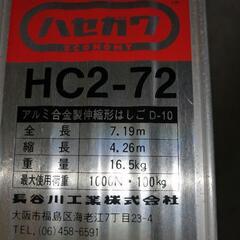 ハセガワ
ECONOMY
HC2-72
アルミ合金製伸縮形はしご D-10
全長 7.19m
縮長 4.26m
質量 16.5kg
最大使用荷重 1000N・100kg
長谷川工業株式会社
大阪市福島区海老江7丁目23-4
TEL.(06)458-6591